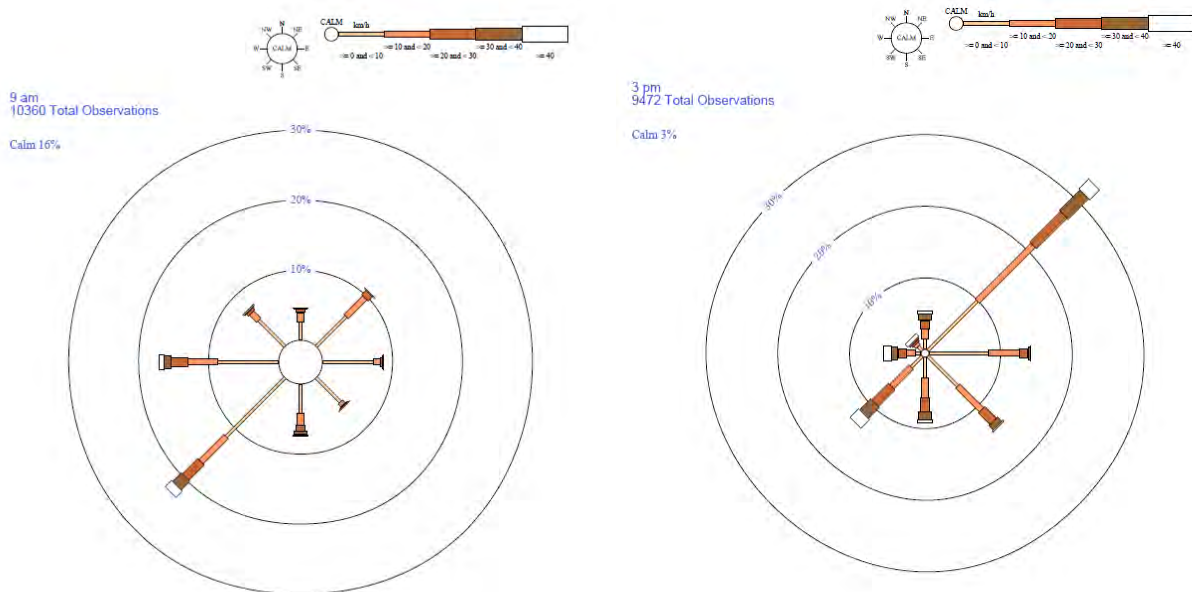 N
NW NE
W CALM E
SW SE
S
CALM km/h >= 10 and < 20 >= 30 and < 40
>= 0 and < 10 >= 20 and < 30 >= 40
9 am
10360 Total Observations
Calm 16%
30%
20%
10%
N
NW NE
W CALM E
SW SE
S
CALM km/h >= 10 and < 20 >= 30 and < 40
>= 0 and < 10 >= 20 and < 30 >= 40
3 pm
9472 Total Observations
Calm 3%
30%
20%
10%